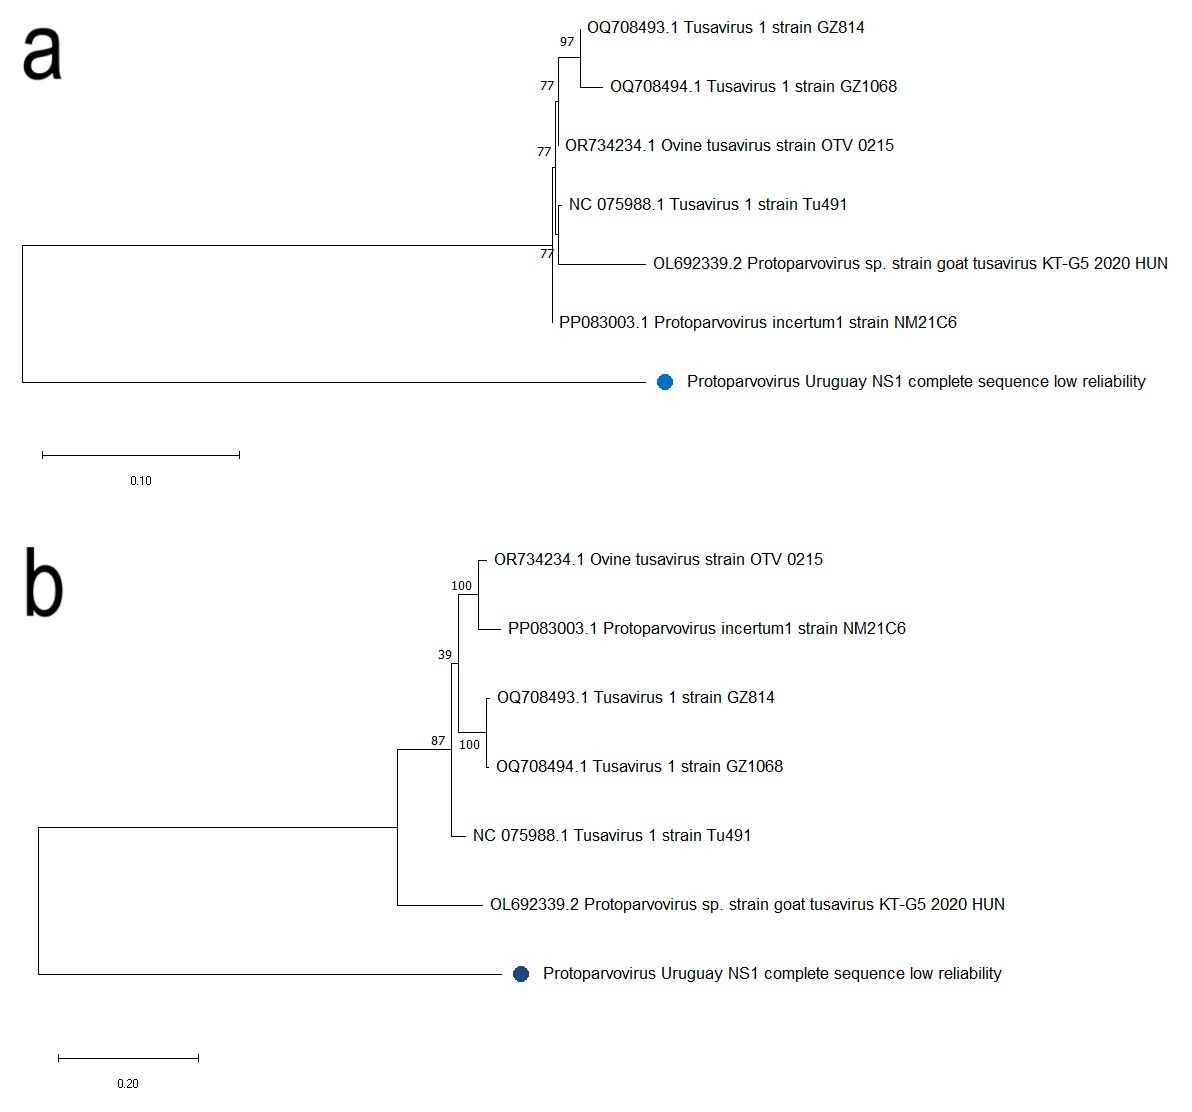 a
OQ708493.1 Tusavirus 1 strain GZ814
97
OQ708494.1 Tusavirus 1 strain GZ1068
77
OR734234.1 Ovine tusavirus strain OTV 0215
77
NC 075988.1 Tusavirus 1 strain Tu491
77
OL692339.2 Protoparvovirus sp. strain goat tusavirus KT-G5 2020 HUN
PP083003.1 Protoparvovirus incertum1 strain NM21C6
Protoparvovirus Uruguay NS1 complete sequence low reliability
0.10
b
OR734234.1 Ovine tusavirus strain OTV 0215
100
PP083003.1 Protoparvovirus incertum1 strain NM21C6
39
OQ708493.1 Tusavirus 1 strain GZ814
87
100
OQ708494.1 Tusavirus 1 strain GZ1068
NC 075988.1 Tusavirus 1 strain Tu491
OL692339.2 Protoparvovirus sp. strain goat tusavirus KT-G5 2020 HUN
Protoparvovirus Uruguay NS1 complete sequence low reliability
0.20